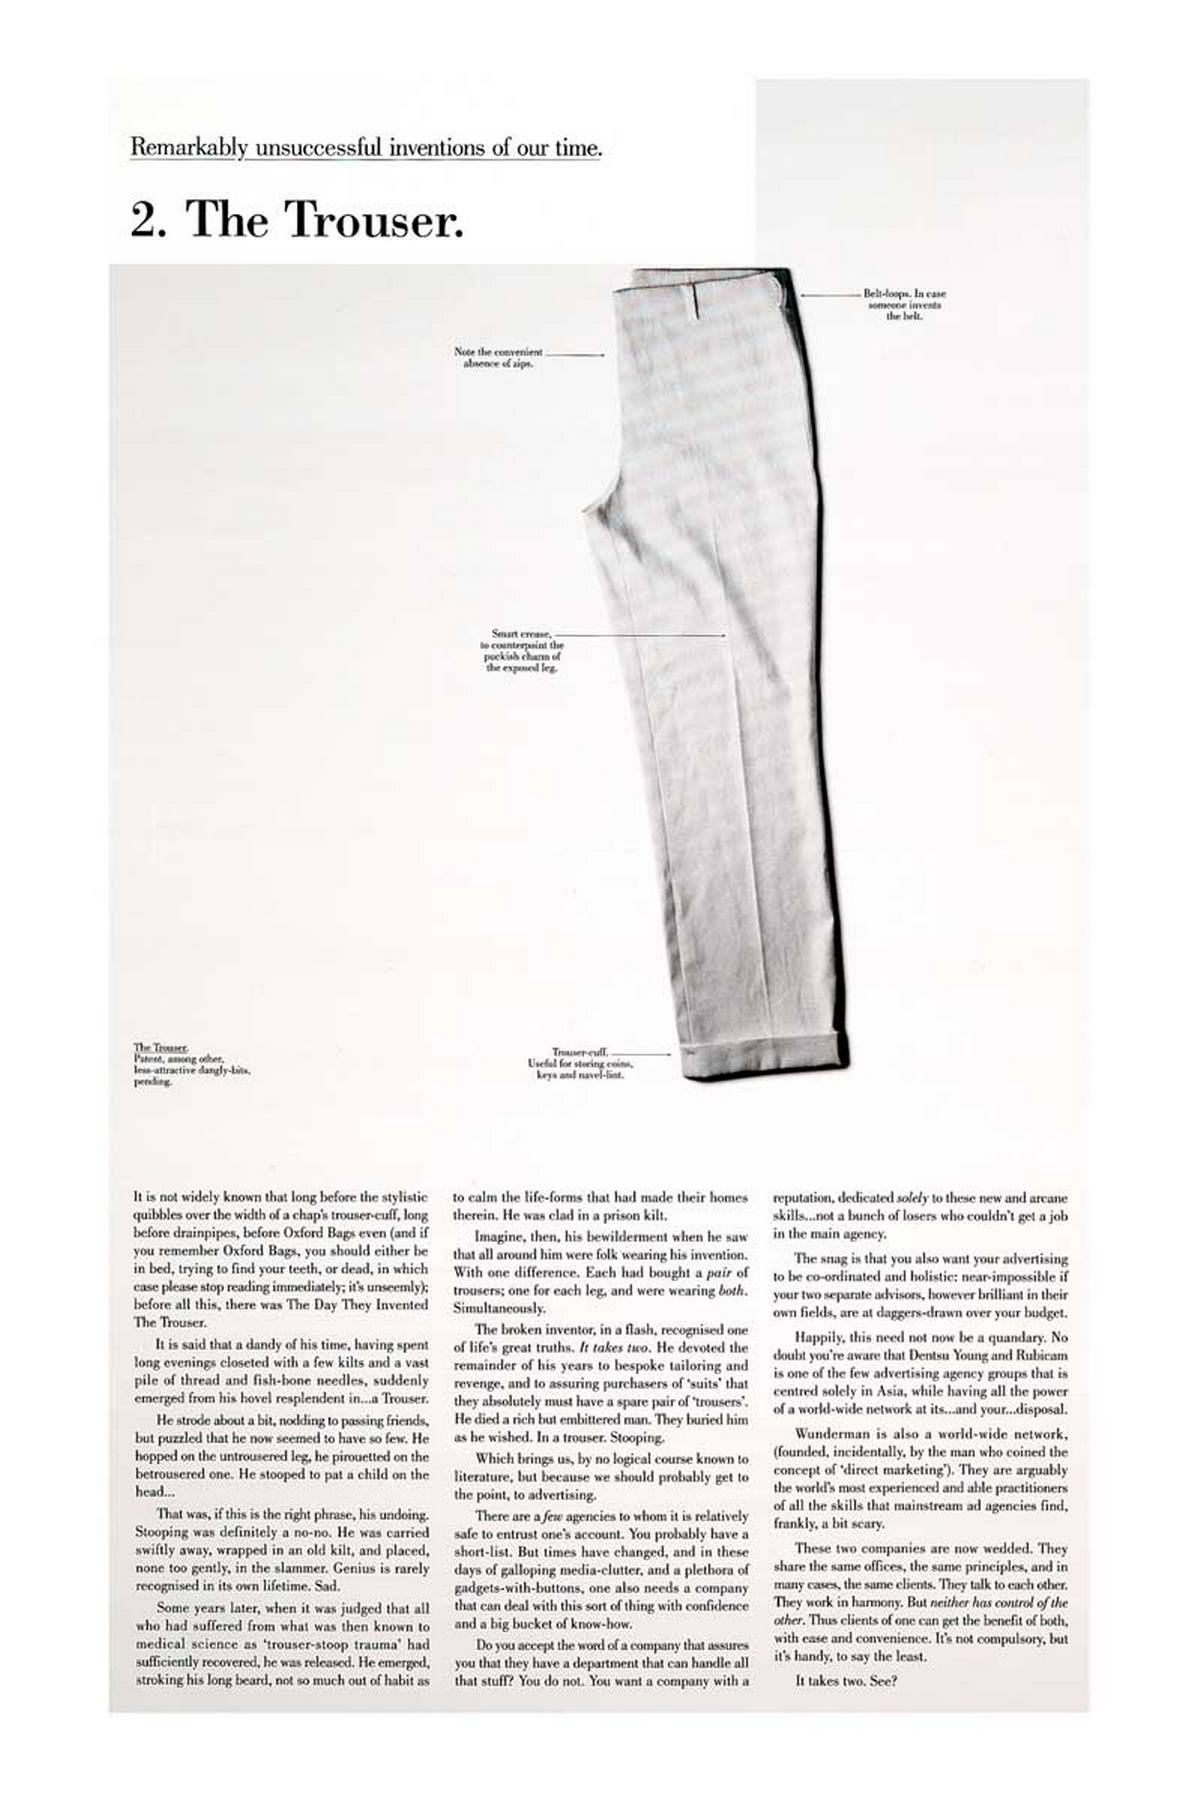 Remarkably unsuccessful inventions of our time.
2. The Trouser.
Belt-loops. In case
someone invents
the belt.
Note the convenient
absence of zips.
Smart crease,
to counterpoint the
puckish charm of
the exposed leg.
The Trouser.
Patent, among other,
less-attractive dangly-bits,
pending.
Trouser-cuff.
Useful for storing coins,
keys and navel-lint.
It is not widely known that long before the stylistic
quibbles over the width of a chap's trouser-cuff, long
before drainpipes, before Oxford Bags even (and if
you remember Oxford Bags, you should either be
in bed, trying to find your teeth, or dead, in which
case please stop reading immediately; it's unseemly);
before all this, there was The Day They Invented
The Trouser.
It is said that a dandy of his time, having spent
long evenings closeted with a few kilts and a vast
pile of thread and fish-bone needles, suddenly
emerged from his hovel resplendent in...a Trouser.
He strode about a bit, nodding to passing friends,
but puzzled that he now seemed to have so few. He
hopped on the untrousered leg, he pirouetted on the
betrousered one. He stooped to pat a child on the
head...
That was, if this is the right phrase, his undoing.
Stooping was definitely a no-no. He was carried
swiftly away, wrapped in an old kilt, and placed,
none too gently, in the slammer. Genius is rarely
recognised in its own lifetime. Sad.
Some years later, when it was judged that all
who had suffered from what was then known to
medical science as 'trouser-stoop trauma' had
sufficiently recovered, he was released. He emerged,
stroking his long beard, not so much out of habit as
to calm the life-forms that had made their homes
therein. He was clad in a prison kilt.
Imagine, then, his bewilderment when he saw
that all around him were folk wearing his invention.
With one difference. Each had bought a pair of
trousers; one for each leg, and were wearing both.
Simultaneously.
The broken inventor, in a flash, recognised one
of life's great truths. It takes two. He devoted the
remainder of his years to bespoke tailoring and
revenge, and to assuring purchasers of 'suits' that
they absolutely must have a spare pair of 'trousers'.
He died a rich but embittered man. They buried him
as he wished. In a trouser. Stooping.
Which brings us, by no logical course known to
literature, but because we should probably get to
the point, to advertising.
There are a few agencies to whom it is relatively
safe to entrust one's account. You probably have a
short-list. But times have changed, and in these
days of galloping media-clutter, and a plethora of
gadgets-with-buttons, one also needs a company
that can deal with this sort of thing with confidence
and a big bucket of know-how.
Do you accept the word of a company that assures
you that they have a department that can handle all
that stuff? You do not. You want a company with a
reputation, dedicated solely to these new and arcane
skills...not a bunch of losers who couldn't get a job
in the main agency.
The snag is that you also want your advertising
to be co-ordinated and holistic: near-impossible if
your two separate advisors, however brilliant in their
own fields, are at daggers-drawn over your budget.
Happily, this need not now be a quandary. No
doubt you're aware that Dentsu Young and Rubicam
is one of the few advertising agency groups that is
centred solely in Asia, while having all the power
of a world-wide network at its...and your...disposal.
Wunderman is also a world-wide network,
(founded, incidentally, by the man who coined the
concept of 'direct marketing'). They are arguably
the world's most experienced and able practitioners
of all the skills that mainstream ad agencies find,
frankly, a bit scary.
These two companies are now wedded. They
share the same offices, the same principles, and in
many cases, the same clients. They talk to each other.
They work in harmony. But neither has control of the
other. Thus clients of one can get the benefit of both,
with ease and convenience. It's not compulsory, but
it's handy, to say the least.
It takes two. See?